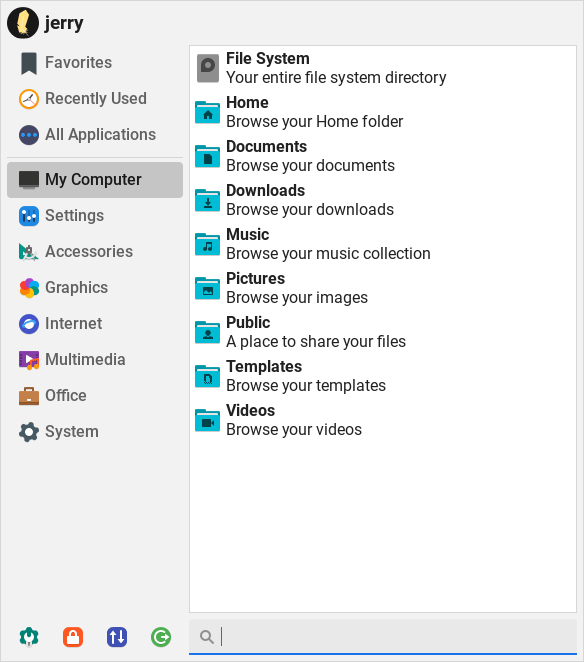 jerry
Favorites
Recently Used
All Applications
My Computer
Settings
Accessories
Graphics
Internet
Multimedia
Office
System
File System
Your entire file system directory
Home
Browse your Home folder
Documents
Browse your documents
Downloads
Browse your downloads
Music
Browse your music collection
Pictures
Browse your images
Public
A place to share your files
Templates
Browse your templates
Videos
Browse your videos